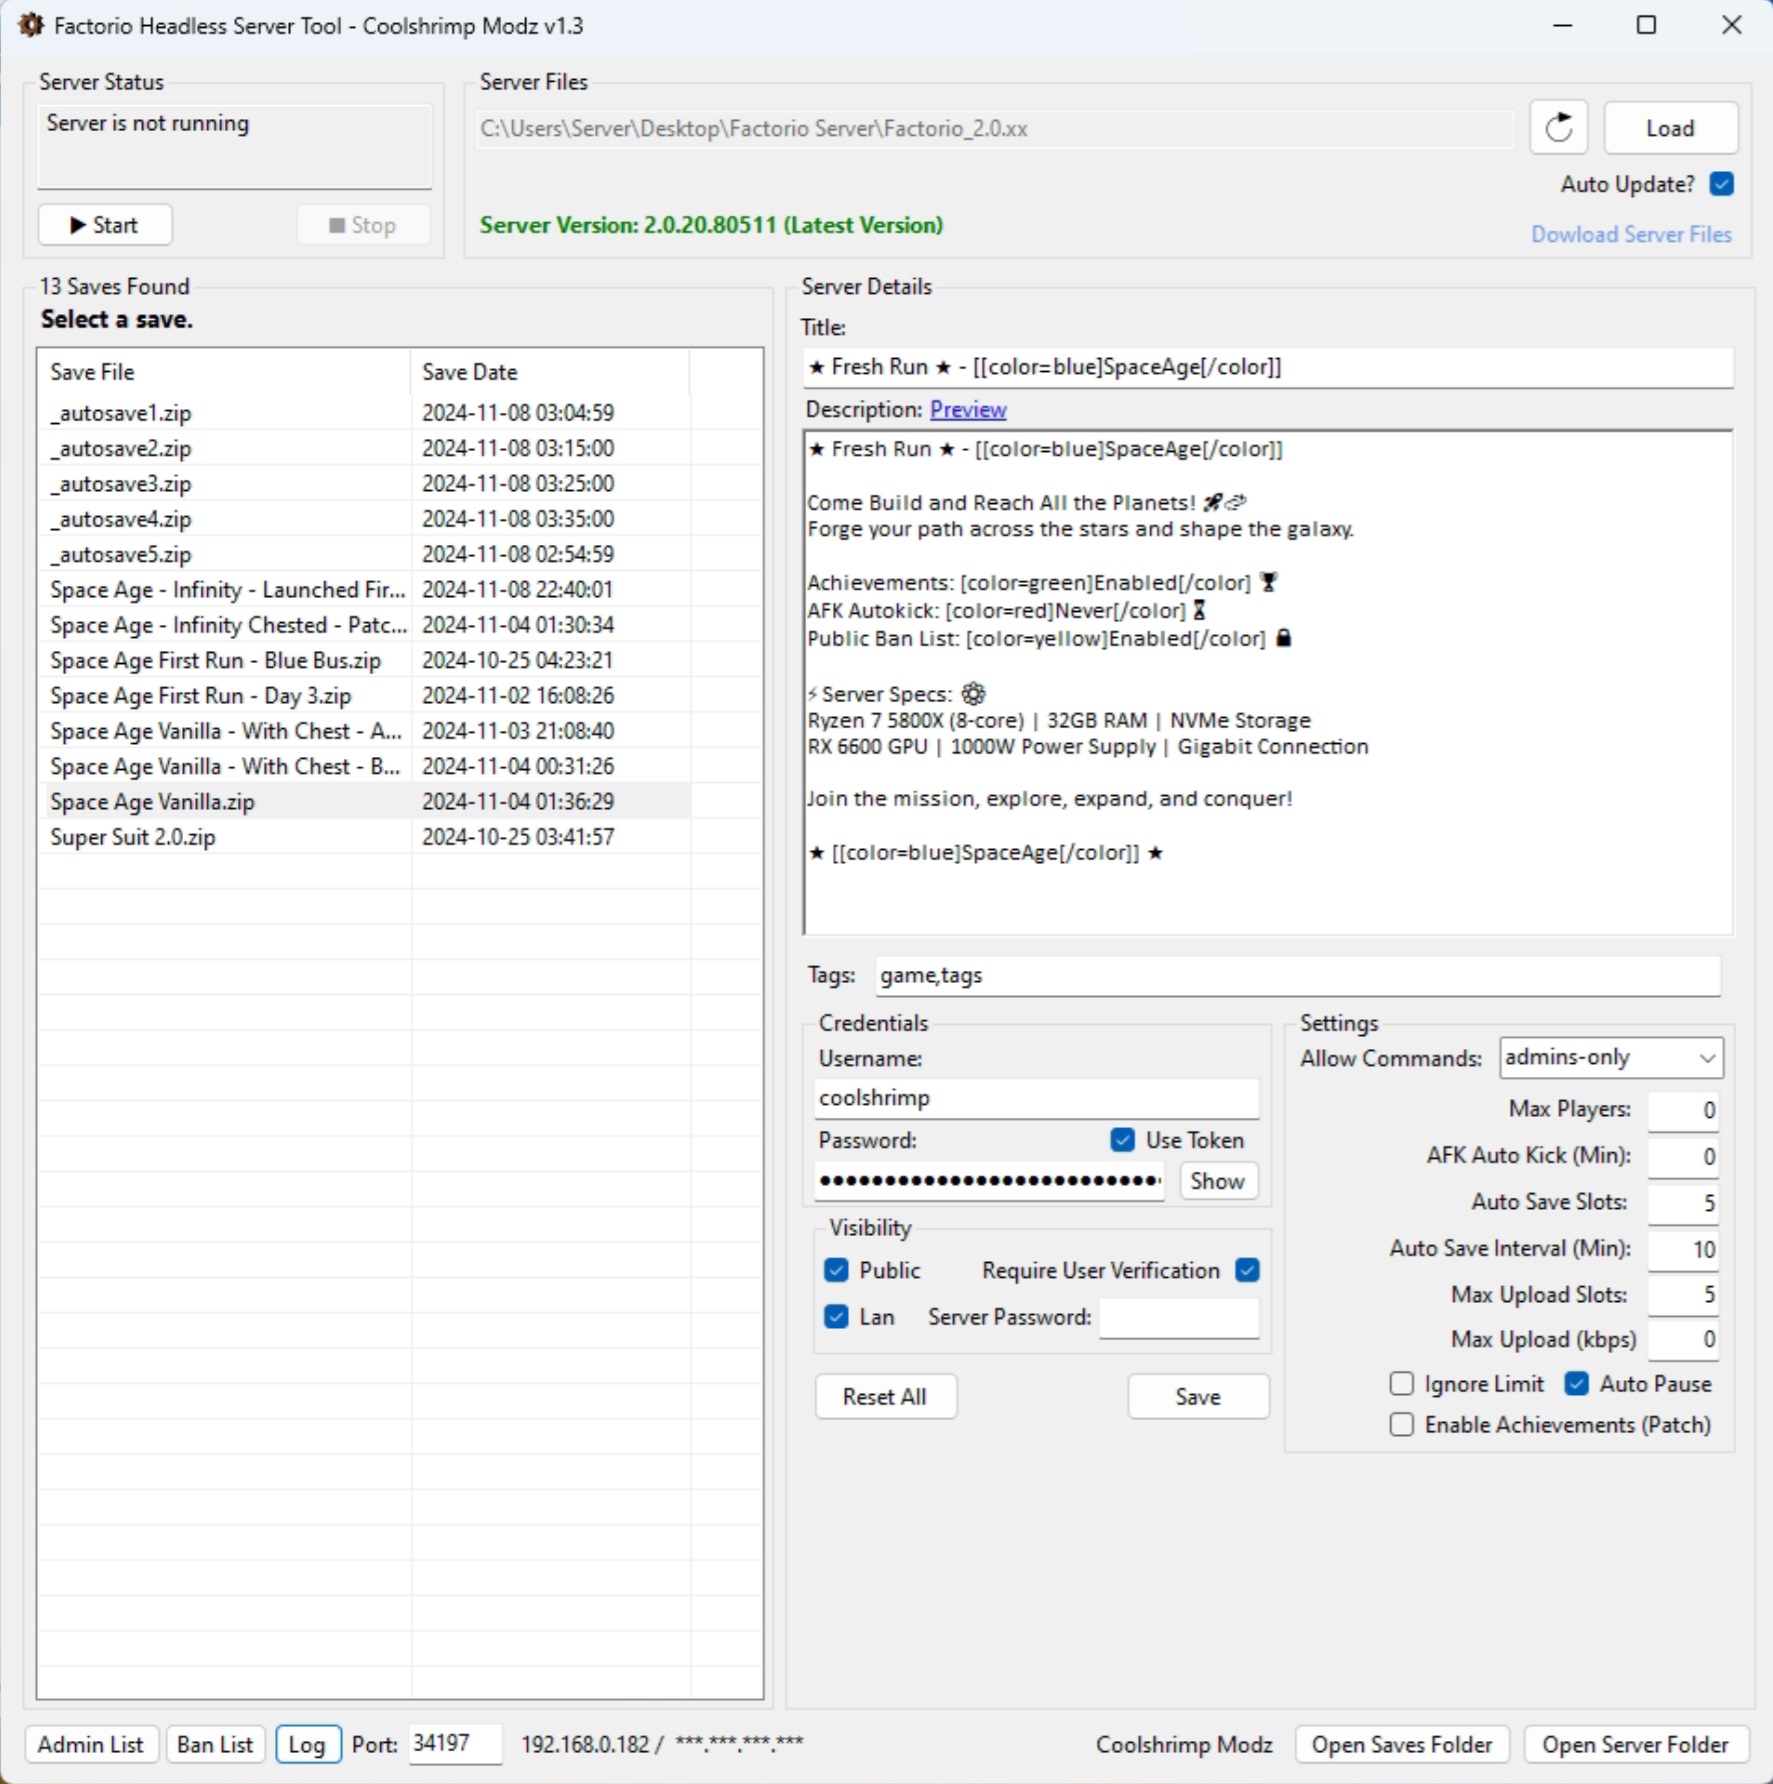 Factorio Headless Server Tool - Coolshrimp Modz v1.3
Server Status
Server is not running
▶ Start
■ Stop
Server Files
C:\Users\Server\Desktop\Factorio Server\Factorio_2.0.xx
Load
Auto Update?
Server Version: 2.0.20.80511 (Latest Version)
Dowload Server Files
13 Saves Found
Select a save.
Save File Save Date
_autosave1.zip 2024-11-08 03:04:59
_autosave2.zip 2024-11-08 03:15:00
_autosave3.zip 2024-11-08 03:25:00
_autosave4.zip 2024-11-08 03:35:00
_autosave5.zip 2024-11-08 02:54:59
Space Age - Infinity - Launched Fir... 2024-11-08 22:40:01
Space Age - Infinity Chested - Patc... 2024-11-04 01:30:34
Space Age First Run - Blue Bus.zip 2024-10-25 04:23:21
Space Age First Run - Day 3.zip 2024-11-02 16:08:26
Space Age Vanilla - With Chest - A... 2024-11-03 21:08:40
Space Age Vanilla - With Chest - B... 2024-11-04 00:31:26
Space Age Vanilla.zip 2024-11-04 01:36:29
Super Suit 2.0.zip 2024-10-25 03:41:57
Server Details
Title:
★ Fresh Run ★ - [[color=blue]SpaceAge[/color]]
Description: Preview
★ Fresh Run ★ - [[color=blue]SpaceAge[/color]]
Come Build and Reach All the Planets! 🚀🪐
Forge your path across the stars and shape the galaxy.
Achievements: [color=green]Enabled[/color] 🏆
AFK Autokick: [color=red]Never[/color] ⏳
Public Ban List: [color=yellow]Enabled[/color] 🔒
⚡ Server Specs: ⚙
Ryzen 7 5800X (8-core) | 32GB RAM | NVMe Storage
RX 6600 GPU | 1000W Power Supply | Gigabit Connection
Join the mission, explore, expand, and conquer!
★ [[color=blue]SpaceAge[/color]] ★
Tags: game,tags
Credentials
Username:
coolshrimp
Password: Use Token
Show
Visibility
Public Require User Verification
Lan Server Password:
Reset All Save
Settings
Allow Commands: admins-only
Max Players: 0
AFK Auto Kick (Min): 0
Auto Save Slots: 5
Auto Save Interval (Min): 10
Max Upload Slots: 5
Max Upload (kbps) 0
Ignore Limit Auto Pause
Enable Achievements (Patch)
Admin List Ban List Log Port: 34197 192.168.0.182 / ***.***.***.*** Coolshrimp Modz Open Saves Folder Open Server Folder